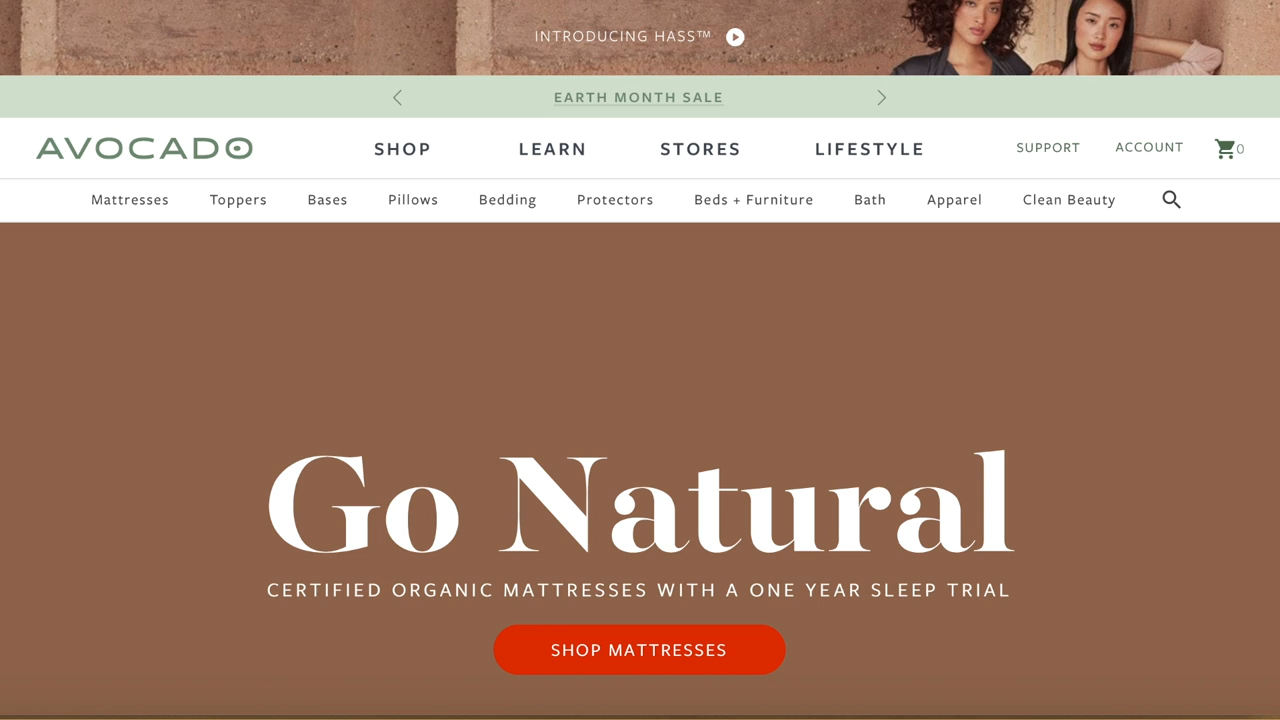 INTRODUCING HASS™
EARTH MONTH SALE
AVOCADO
SHOP LEARN STORES LIFESTYLE
SUPPORT ACCOUNT 0
Mattresses Toppers Bases Pillows Bedding Protectors Beds + Furniture Bath Apparel Clean Beauty
Go Natural
CERTIFIED ORGANIC MATTRESSES WITH A ONE YEAR SLEEP TRIAL
SHOP MATTRESSES